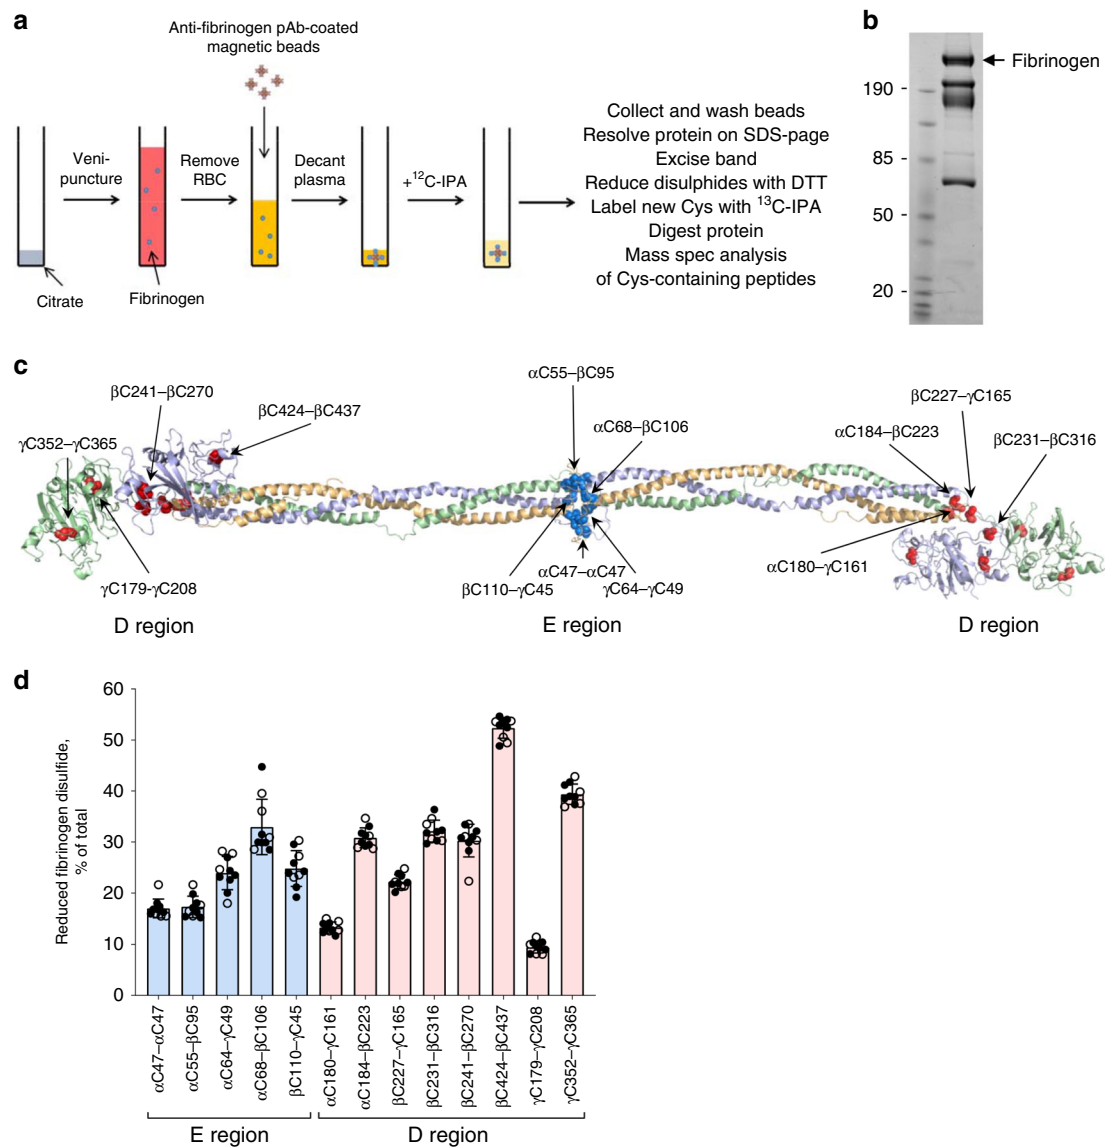 a
Anti-fibrinogen pAb-coated
magnetic beads
Veni-
puncture
Remove
RBC
Decant
plasma
+¹²C-IPA
Citrate
Fibrinogen
Collect and wash beads
Resolve protein on SDS-page
Excise band
Reduce disulphides with DTT
Label new Cys with ¹³C-IPA
Digest protein
Mass spec analysis
of Cys-containing peptides
b
Fibrinogen
190 -
85 -
50 -
20 -
c
βC241–βC270
βC424–βC437
γC352–γC365
γC179-γC208
D region
αC55–βC95
αC68–βC106
βC110–γC45
αC47–αC47
γC64–γC49
E region
βC227–γC165
αC184–βC223
βC231–βC316
αC180–γC161
D region
d
Reduced fibrinogen disulfide,
% of total
60
50
40
30
20
10
0
αC47–αC47
αC55–βC95
αC64–γC49
αC68–βC106
βC110–γC45
αC180–γC161
αC184–βC223
βC227–γC165
βC231–βC316
βC241–βC270
βC424–βC437
γC179–γC208
γC352–γC365
E region
D region